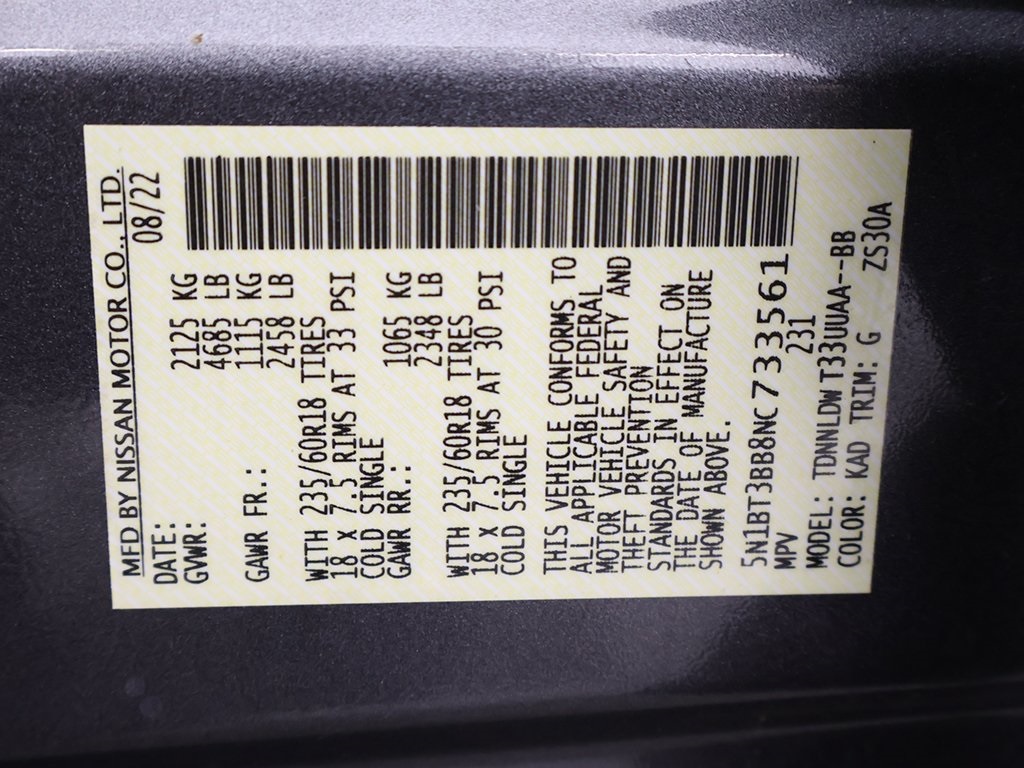 MFD BY NISSAN MOTOR CO., LTD.
DATE: 08/22
GVWR: 2125 KG
4685 LB
GAWR FR.: 1115 KG
2458 LB
WITH 235/60R18 TIRES
18 x 7.5 RIMS AT 33 PSI
COLD SINGLE
GAWR RR.: 1065 KG
2348 LB
WITH 235/60R18 TIRES
18 x 7.5 RIMS AT 30 PSI
COLD SINGLE
THIS VEHICLE CONFORMS TO
ALL APPLICABLE FEDERAL
MOTOR VEHICLE SAFETY AND
THEFT PREVENTION
STANDARDS IN EFFECT ON
THE DATE OF MANUFACTURE
SHOWN ABOVE.
5N1BT3BB8NC733561
MPV 231
MODEL: TDNNLDW T33UUAA--BB
COLOR: KAD TRIM: G ZS30A